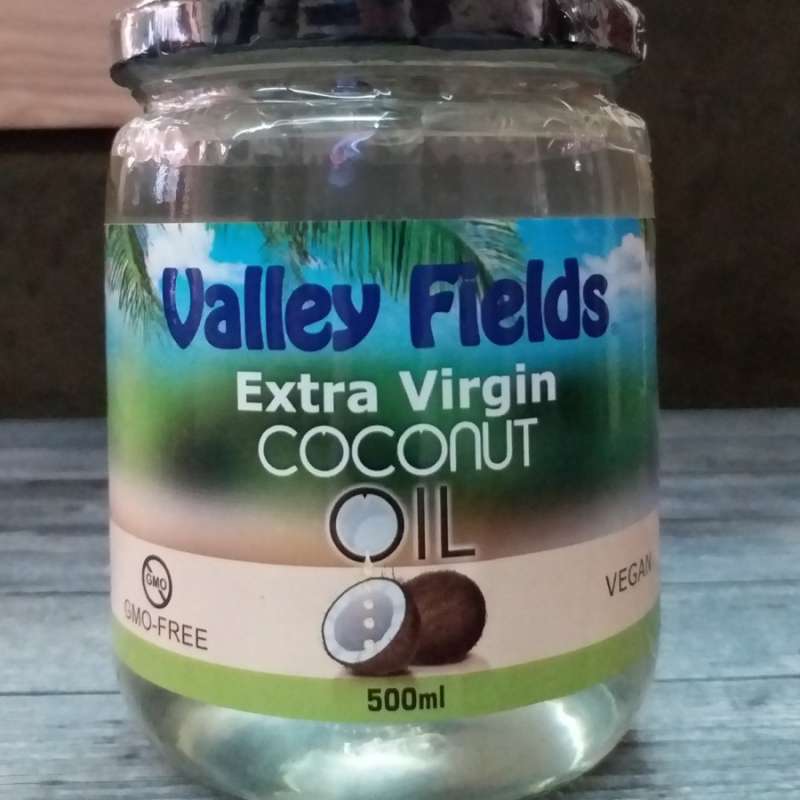 Valley Fields
Extra Virgin
COCONUT
OIL
GMO
GMO-FREE
VEGAN
500ml